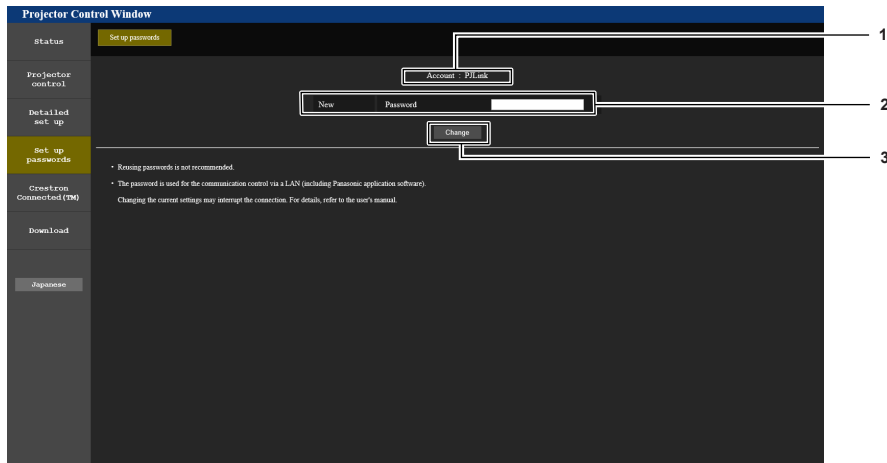 Projector Control Window
Status
Set up passwords
1
Projector
control
Account : PJLink
New Password
2
Detailed
set up
Change
3
Set up
passwords
• Reusing passwords is not recommended.
• The password is used for the communication control via a LAN (including Panasonic application software).
Changing the current settings may interrupt the connection. For details, refer to the user's manual.
Crestron
Connected(TM)
Download
Japanese